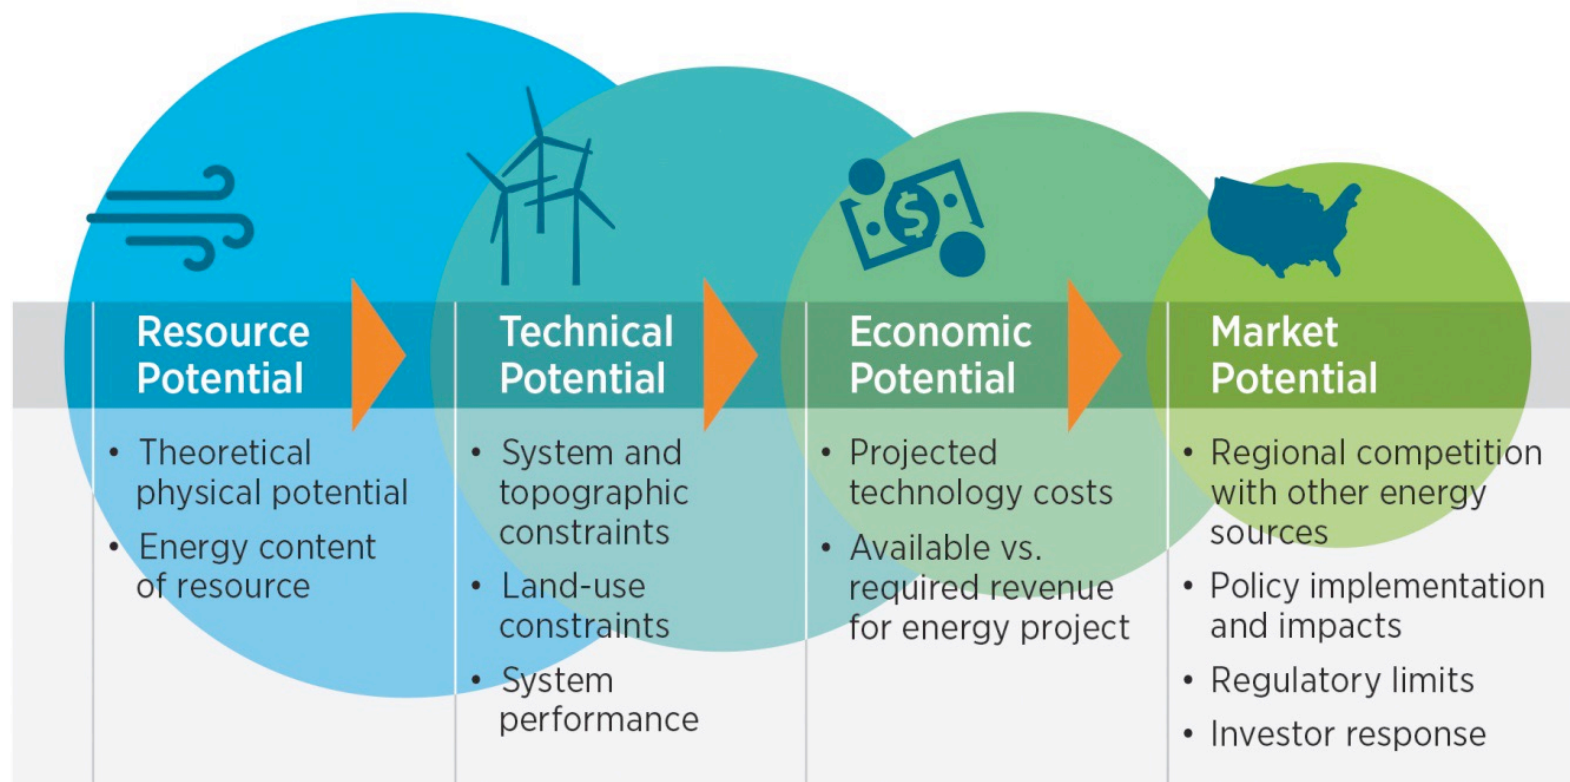 Resource
Potential
• Theoretical
physical potential
• Energy content
of resource
Technical
Potential
• System and
topographic
constraints
• Land-use
constraints
• System
performance
$
Economic
Potential
• Projected
technology costs
• Available vs.
required revenue
for energy project
Market
Potential
• Regional competition
with other energy
sources
• Policy implementation
and impacts
• Regulatory limits
• Investor response